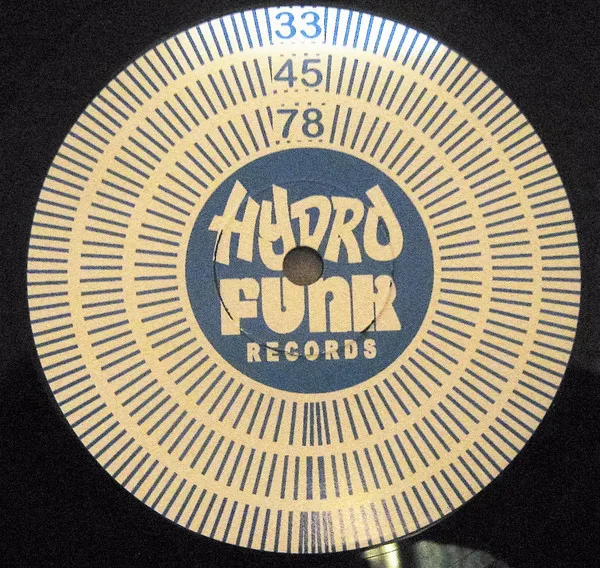 33
45
78
HYDRO
FUNK
RECORDS